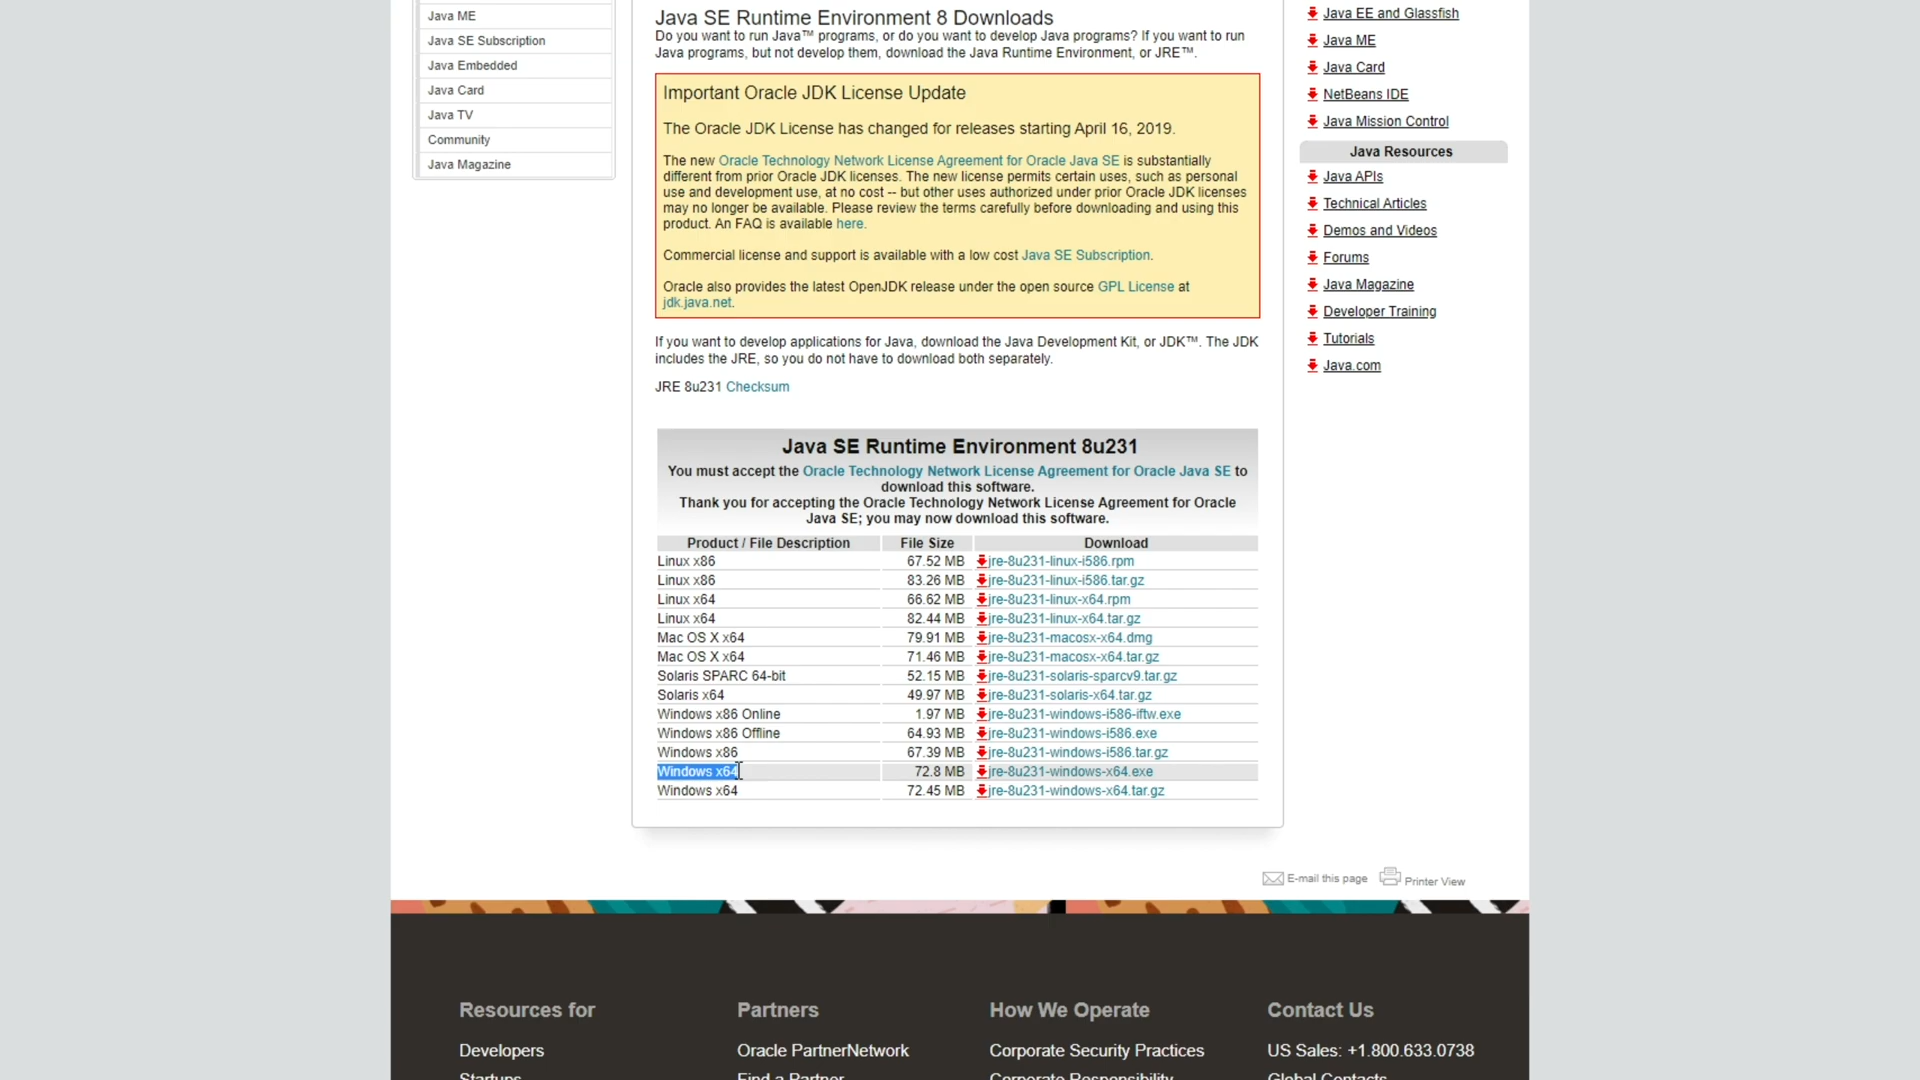 Java ME
Java SE Subscription
Java Embedded
Java Card
Java TV
Community
Java Magazine
Java SE Runtime Environment 8 Downloads
Do you want to run Java™ programs, or do you want to develop Java programs? If you want to run
Java programs, but not develop them, download the Java Runtime Environment, or JRE™.
Important Oracle JDK License Update
The Oracle JDK License has changed for releases starting April 16, 2019.
The new Oracle Technology Network License Agreement for Oracle Java SE is substantially
different from prior Oracle JDK licenses. The new license permits certain uses, such as personal
use and development use, at no cost -- but other uses authorized under prior Oracle JDK licenses
may no longer be available. Please review the terms carefully before downloading and using this
product. An FAQ is available here.
Commercial license and support is available with a low cost Java SE Subscription.
Oracle also provides the latest OpenJDK release under the open source GPL License at
jdk.java.net.
If you want to develop applications for Java, download the Java Development Kit, or JDK™. The JDK
includes the JRE, so you do not have to download both separately.
JRE 8u231 Checksum
Java SE Runtime Environment 8u231
You must accept the Oracle Technology Network License Agreement for Oracle Java SE to
download this software.
Thank you for accepting the Oracle Technology Network License Agreement for Oracle
Java SE; you may now download this software.
Product / File Description File Size Download
Linux x86 67.52 MB jre-8u231-linux-i586.rpm
Linux x86 83.26 MB jre-8u231-linux-i586.tar.gz
Linux x64 66.62 MB jre-8u231-linux-x64.rpm
Linux x64 82.44 MB jre-8u231-linux-x64.tar.gz
Mac OS X x64 79.91 MB jre-8u231-macosx-x64.dmg
Mac OS X x64 71.46 MB jre-8u231-macosx-x64.tar.gz
Solaris SPARC 64-bit 52.15 MB jre-8u231-solaris-sparcv9.tar.gz
Solaris x64 49.97 MB jre-8u231-solaris-x64.tar.gz
Windows x86 Online 1.97 MB jre-8u231-windows-i586-iftw.exe
Windows x86 Offline 64.93 MB jre-8u231-windows-i586.exe
Windows x86 67.39 MB jre-8u231-windows-i586.tar.gz
Windows x64 72.8 MB jre-8u231-windows-x64.exe
Windows x64 72.45 MB jre-8u231-windows-x64.tar.gz
Java EE and Glassfish
Java ME
Java Card
NetBeans IDE
Java Mission Control
Java Resources
Java APIs
Technical Articles
Demos and Videos
Forums
Java Magazine
Developer Training
Tutorials
Java.com
E-mail this page Printer View
Resources for
Developers
Startups
Partners
Oracle PartnerNetwork
Find a Partner
How We Operate
Corporate Security Practices
Corporate Responsibility
Contact Us
US Sales: +1.800.633.0738
Global Contacts